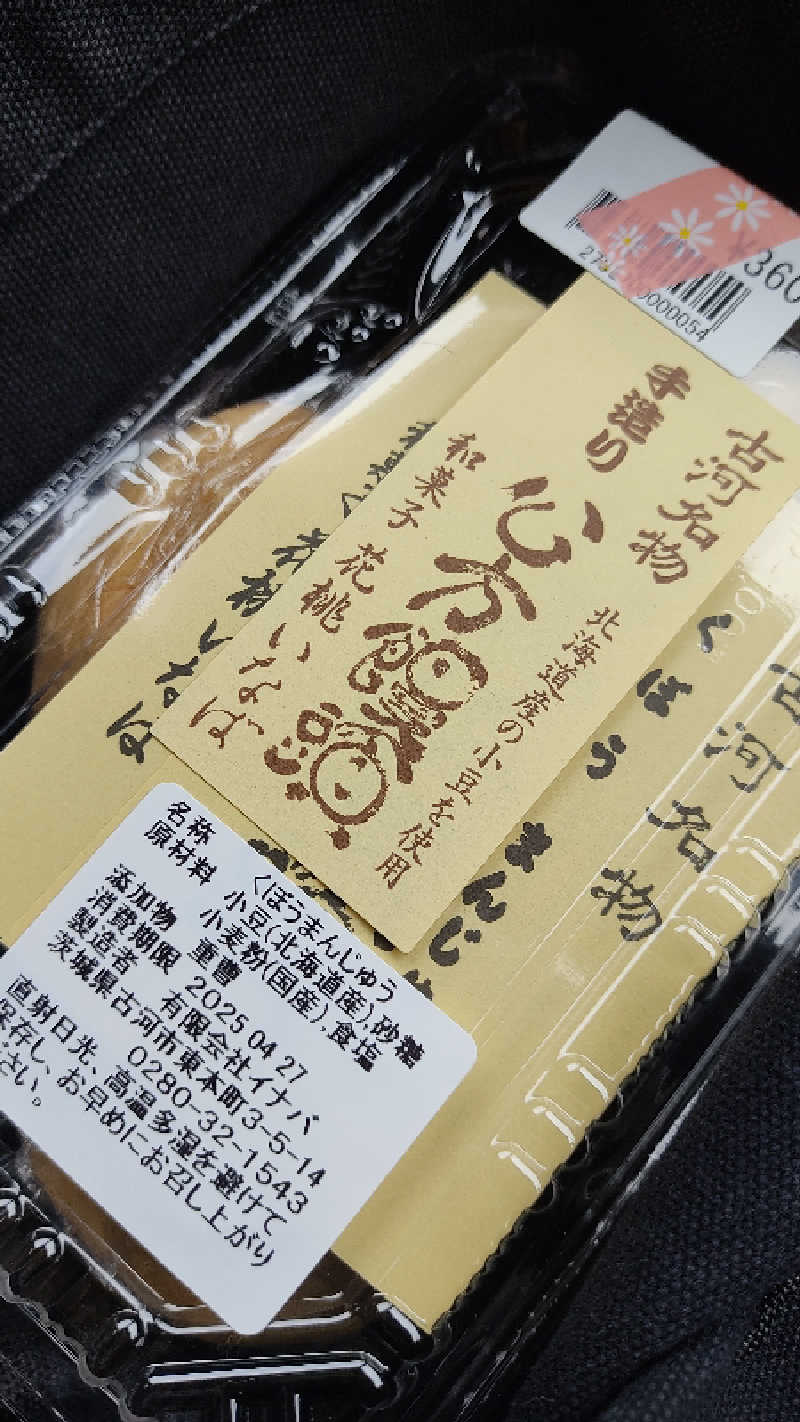 ¥360
古河名物
手造り
北海道産の小豆を使用
公方饅頭
和菓子 花桃いなば
古河名物
くぼう まんじ
名称 くぼうまんじゅう
原材料 小豆(北海道産),砂糖
小麦粉(国産),食塩
添加物 重曹
消費期限 2025.04.27
製造者 有限会社イナバ
茨城県古河市東本町3-5-14
0280-32-1543
直射日光、高温多湿を避けて
保存し、お早めにお召し上がり
ださい。